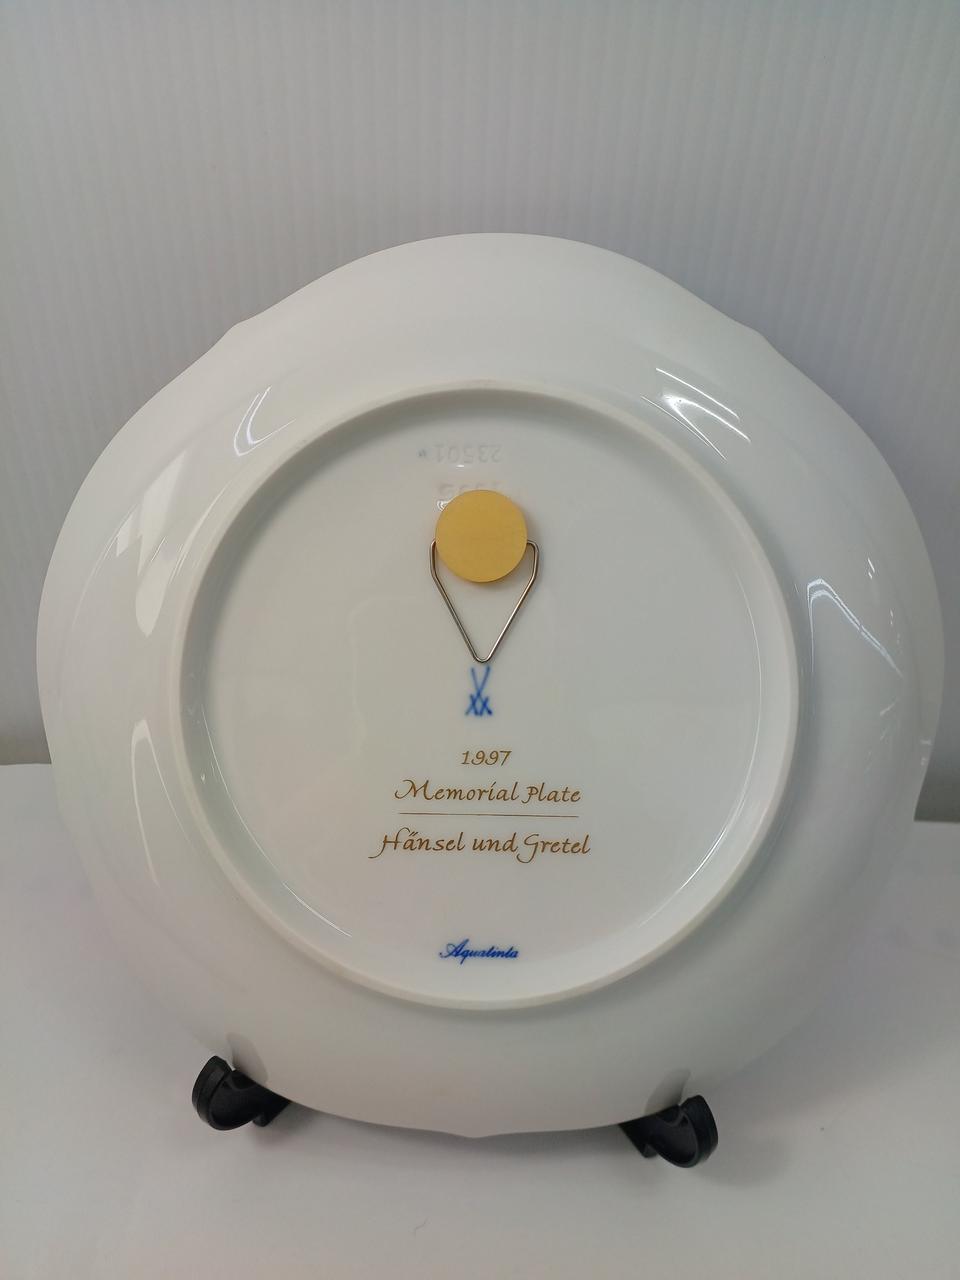 23501
1997
Memorial Plate
Hänsel und Gretel
Aquatinta